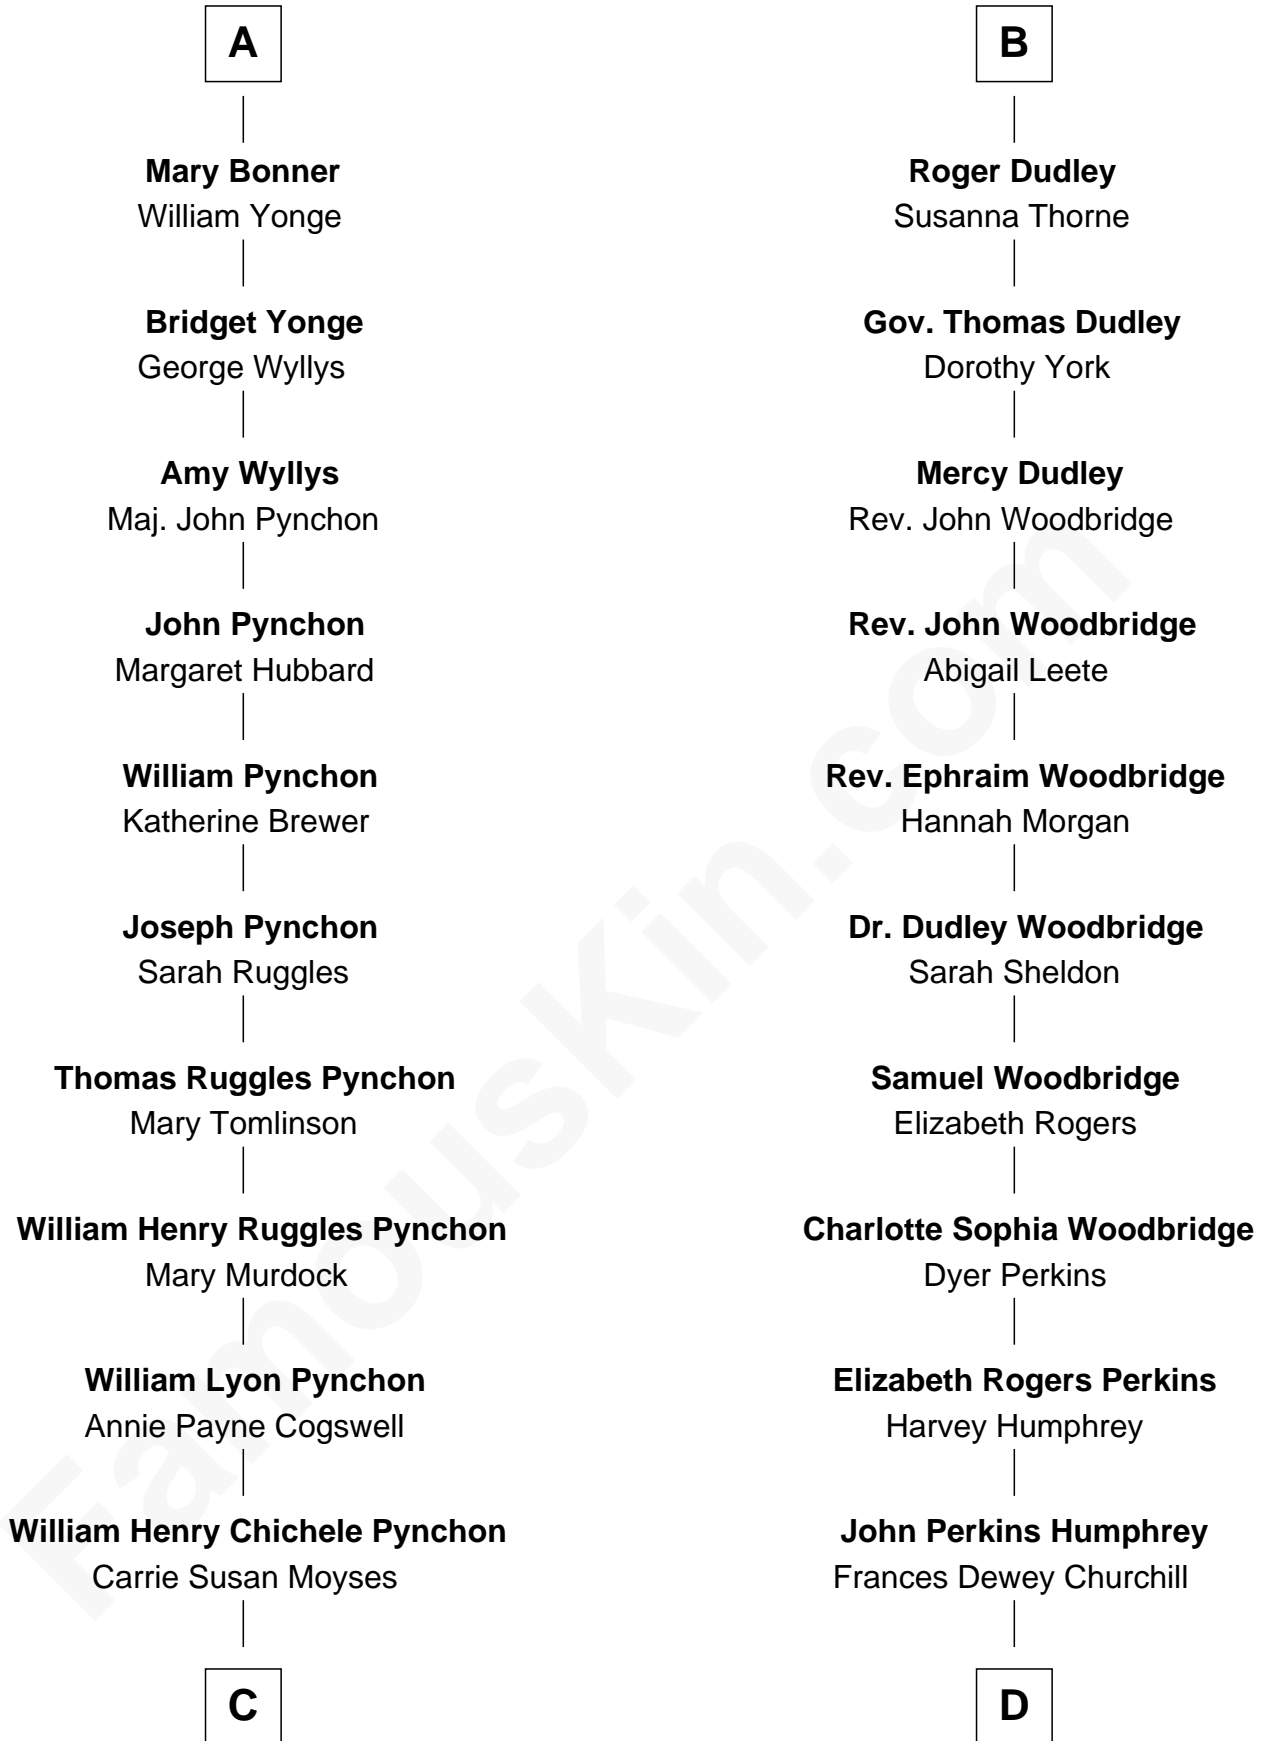 A
Mary Bonner
William Yonge
Bridget Yonge
George Wyllys
Amy Wyllys
Maj. John Pynchon
John Pynchon
Margaret Hubbard
William Pynchon
Katherine Brewer
Joseph Pynchon
Sarah Ruggles
Thomas Ruggles Pynchon
Mary Tomlinson
William Henry Ruggles Pynchon
Mary Murdock
William Lyon Pynchon
Annie Payne Cogswell
William Henry Chichele Pynchon
Carrie Susan Moyses
C
B
Roger Dudley
Susanna Thorne
Gov. Thomas Dudley
Dorothy York
Mercy Dudley
Rev. John Woodbridge
Rev. John Woodbridge
Abigail Leete
Rev. Ephraim Woodbridge
Hannah Morgan
Dr. Dudley Woodbridge
Sarah Sheldon
Samuel Woodbridge
Elizabeth Rogers
Charlotte Sophia Woodbridge
Dyer Perkins
Elizabeth Rogers Perkins
Harvey Humphrey
John Perkins Humphrey
Frances Dewey Churchill
D
FamousKin.com